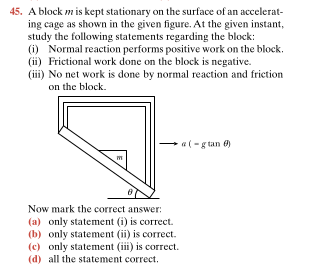 45. A block m is kept stationary on the surface of an accelerat-
ing cage as shown in the given figure. At the given instant,
study the following statements regarding the block:
(i) Normal reaction performs positive work on the block.
(ii) Frictional work done on the block is negative.
(iii) No net work is done by normal reaction and friction
on the block.
a ( = g tan θ)
m
θ
Now mark the correct answer:
(a) only statement (i) is correct.
(b) only statement (ii) is correct.
(c) only statement (iii) is correct.
(d) all the statement correct.